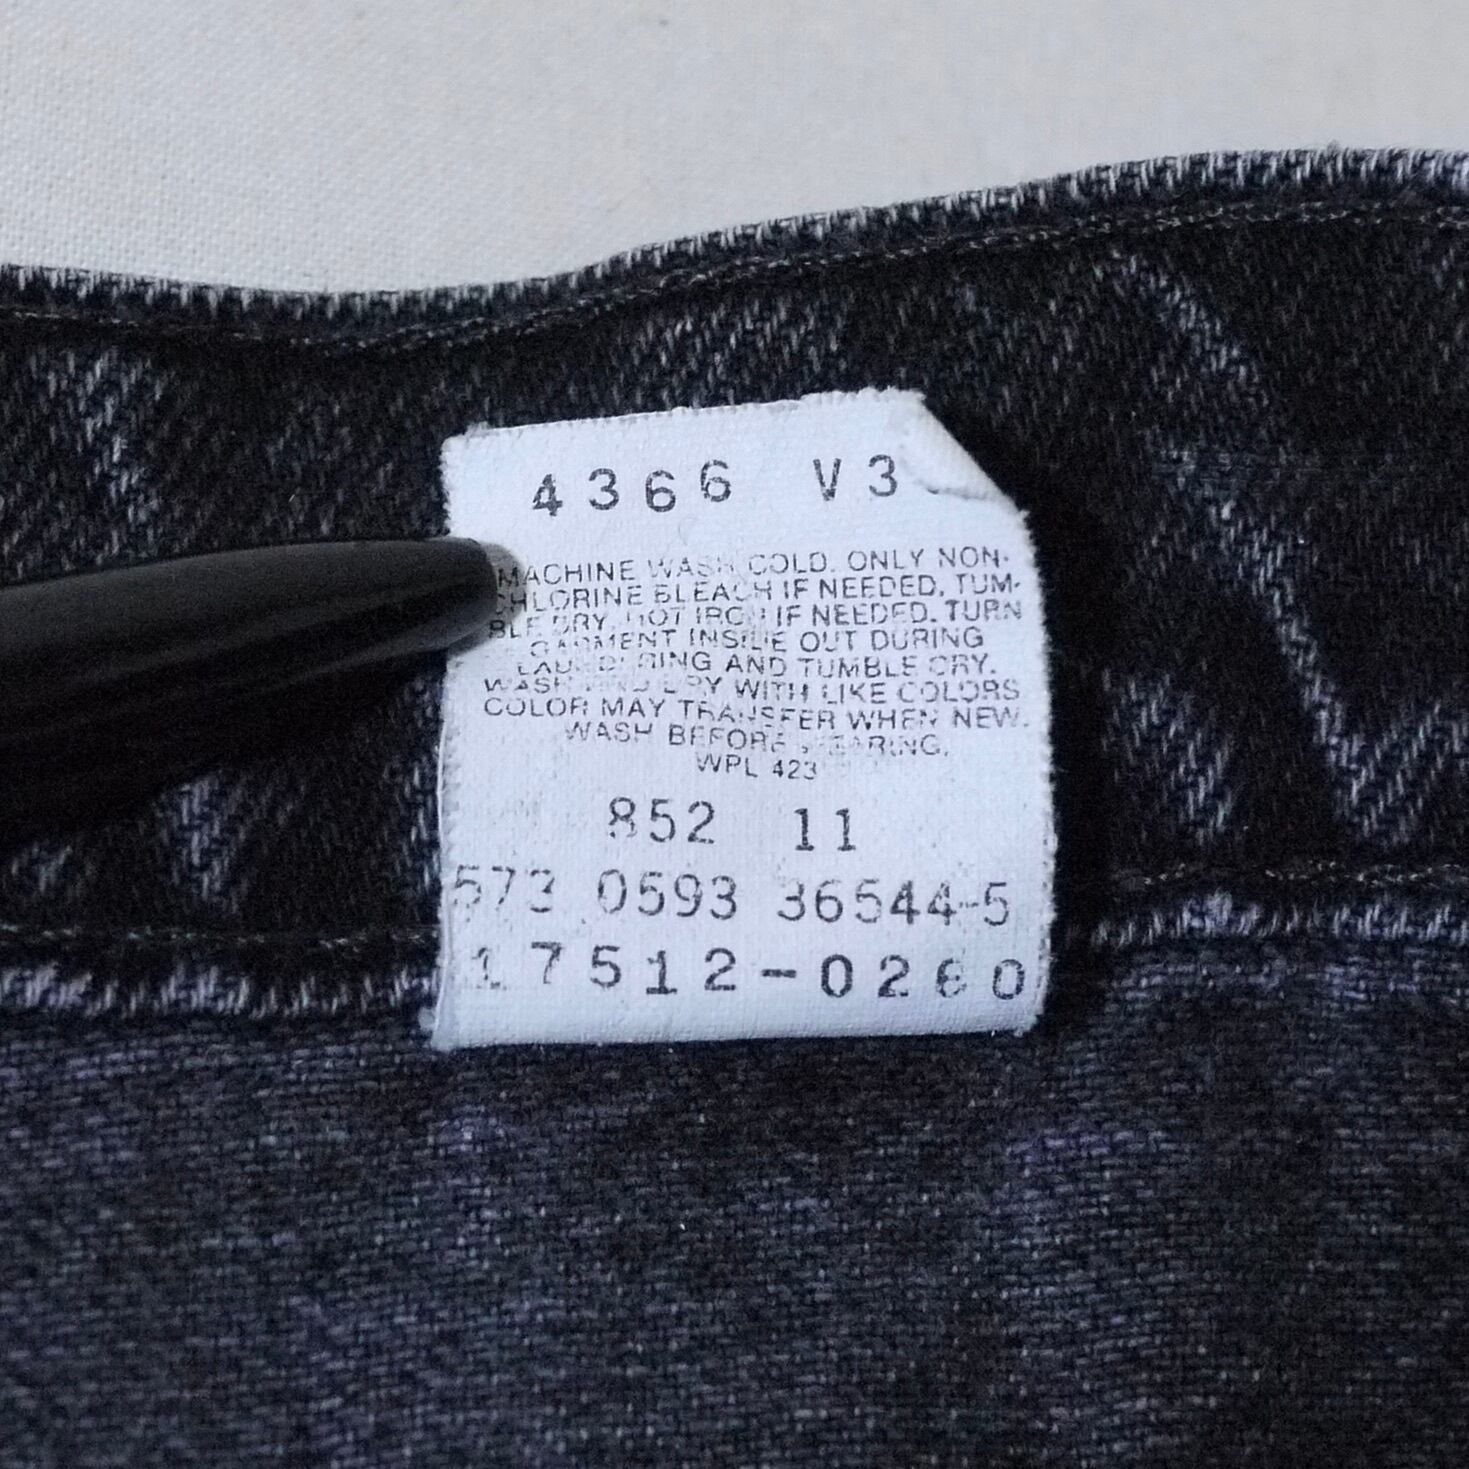 4366 V3
MACHINE WASH COLD. ONLY NON-
CHLORINE BLEACH IF NEEDED. TUM-
BLE DRY. HOT IRON IF NEEDED. TURN
GARMENT INSIDE OUT DURING
LAUNDERING AND TUMBLE DRY.
WASH AND DRY WITH LIKE COLORS
COLOR MAY TRANSFER WHEN NEW.
WASH BEFORE WEARING.
WPL 423
852 11
573 0593 36544-5
17512-0260